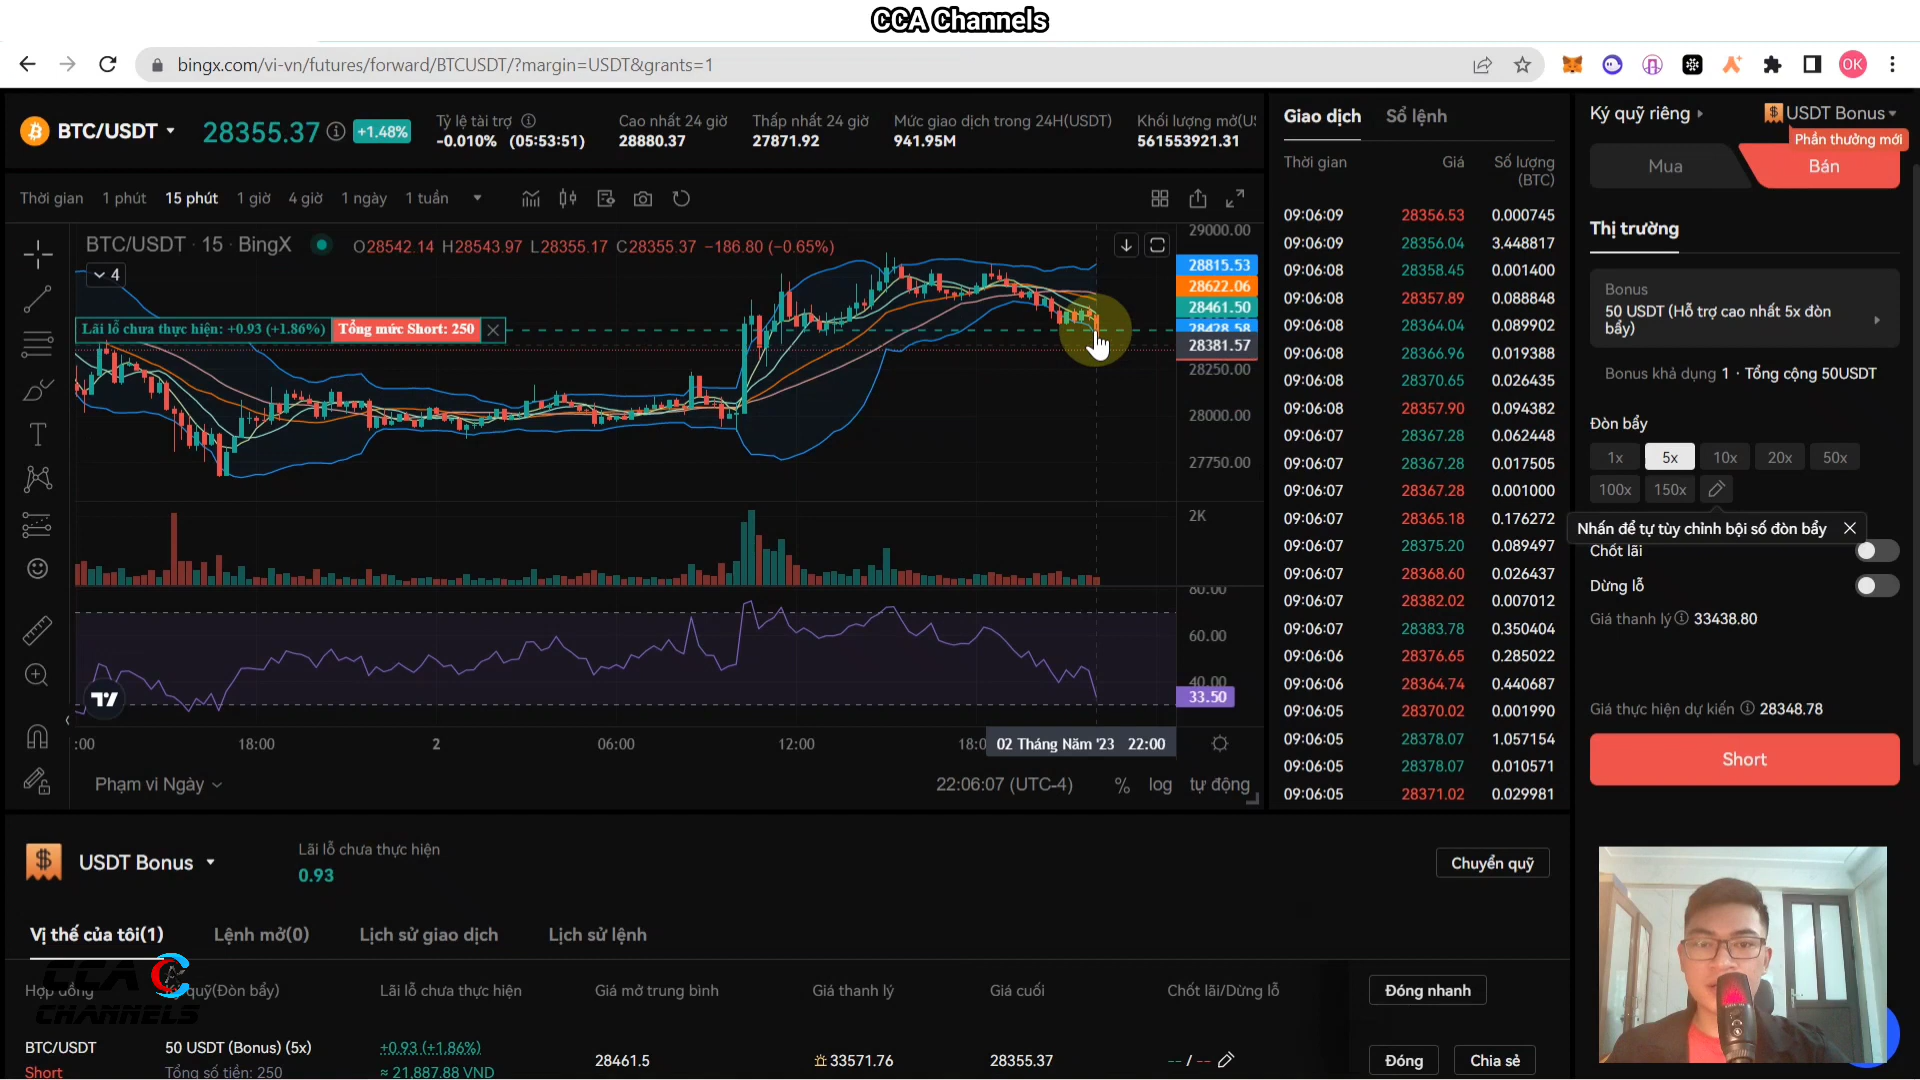 CCA Channels
bingx.com/vi-vn/futures/forward/BTCUSDT/?margin=USDT&grants=1
OK
BTC/USDT
28355.37
+1.48%
Tỷ lệ tài trợ
-0.010% (05:53:51)
Cao nhất 24 giờ
28880.37
Thấp nhất 24 giờ
27871.92
Mức giao dịch trong 24H(USDT)
941.95M
Khối lượng mở(U
561553921.31
Thời gian 1 phút 15 phút 1 giờ 4 giờ 1 ngày 1 tuần
BTC/USDT · 15 · BingX O28542.14 H28543.97 L28355.17 C28355.37 −186.80 (−0.65%)
4
Lãi lỗ chưa thực hiện: +0.93 (+1.86%) Tổng mức Short: 250
29000.00
28815.53
28622.06
28461.50
28428.58
28381.57
28250.00
28000.00
27750.00
2K
80.00
60.00
40.00
33.50
:00 18:00 2 06:00 12:00 18:0 02 Tháng Năm '23 22:00
Phạm vi Ngày
22:06:07 (UTC-4) % log tự động
Giao dịch Sổ lệnh
Thời gian Giá Số lượng
(BTC)
09:06:09 28356.53 0.000745
09:06:09 28356.04 3.448817
09:06:08 28358.45 0.001400
09:06:08 28357.89 0.088848
09:06:08 28364.04 0.089902
09:06:08 28366.96 0.019388
09:06:08 28370.65 0.026435
09:06:08 28357.90 0.094382
09:06:07 28367.28 0.062448
09:06:07 28367.28 0.017505
09:06:07 28367.28 0.001000
09:06:07 28365.18 0.176272
09:06:07 28375.20 0.089497
09:06:07 28368.60 0.026437
09:06:07 28382.02 0.007012
09:06:07 28383.78 0.350404
09:06:06 28376.65 0.285022
09:06:06 28364.74 0.440687
09:06:05 28370.02 0.001990
09:06:05 28378.07 1.057154
09:06:05 28378.07 0.010571
09:06:05 28371.02 0.029981
Ký quỹ riêng
USDT Bonus
Phần thưởng mới
Mua Bán
Thị trường
Bonus
50 USDT (Hỗ trợ cao nhất 5x đòn
bẩy)
Bonus khả dụng 1 · Tổng cộng 50USDT
Đòn bẩy
1x 5x 10x 20x 50x
100x 150x
Nhấn để tự tùy chỉnh bội số đòn bẩy
Chốt lãi
Dừng lỗ
Giá thanh lý 33438.80
Giá thực hiện dự kiến 28348.78
Short
USDT Bonus
Lãi lỗ chưa thực hiện
0.93
Chuyển quỹ
Vị thế của tôi(1) Lệnh mở(0) Lịch sử giao dịch Lịch sử lệnh
Hợp đồng Ký quỹ(Đòn bẩy) Lãi lỗ chưa thực hiện Giá mở trung bình Giá thanh lý Giá cuối Chốt lãi/Dừng lỗ Đóng nhanh
CCA
CHANNELS
BTC/USDT 50 USDT (Bonus) (5x) +0.93 (+1.86%) 28461.5 33571.76 28355.37 -- / -- Đóng Chia sẻ
Short Tổng số tiền: 250 ≈ 21,887.88 VND